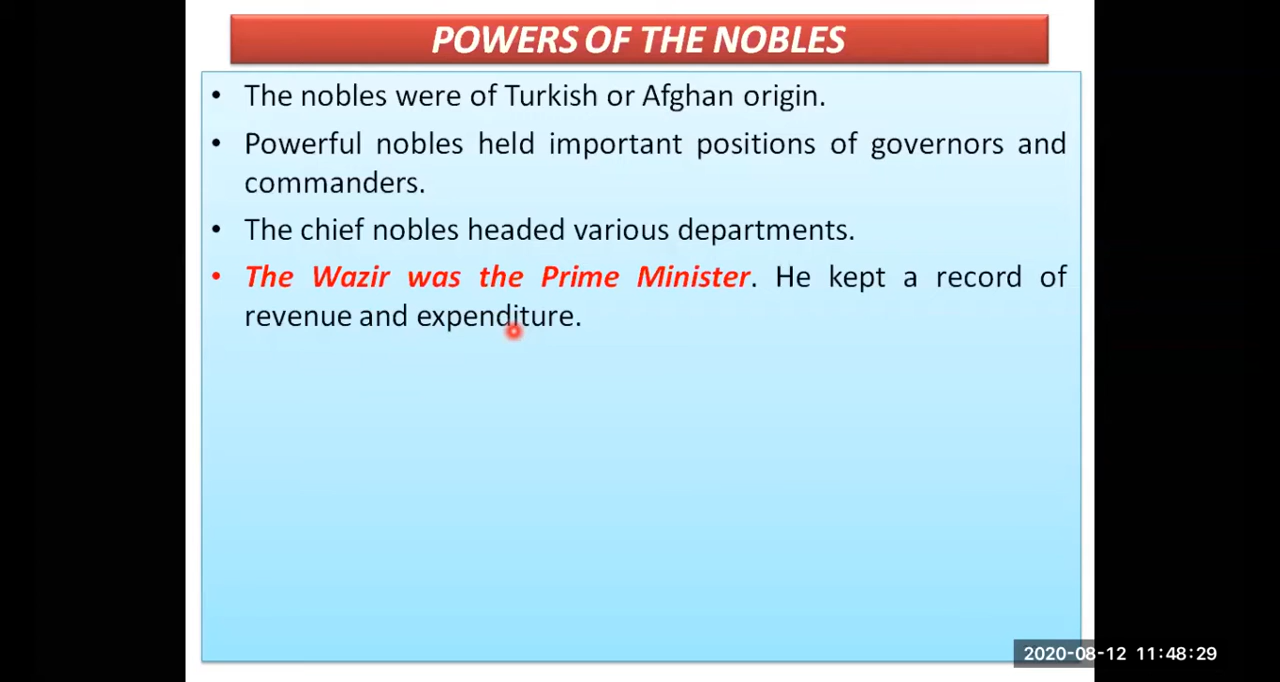 POWERS OF THE NOBLES
• The nobles were of Turkish or Afghan origin.
• Powerful nobles held important positions of governors and
commanders.
• The chief nobles headed various departments.
• The Wazir was the Prime Minister. He kept a record of
revenue and expenditure.
2020-08-12 11:48:29